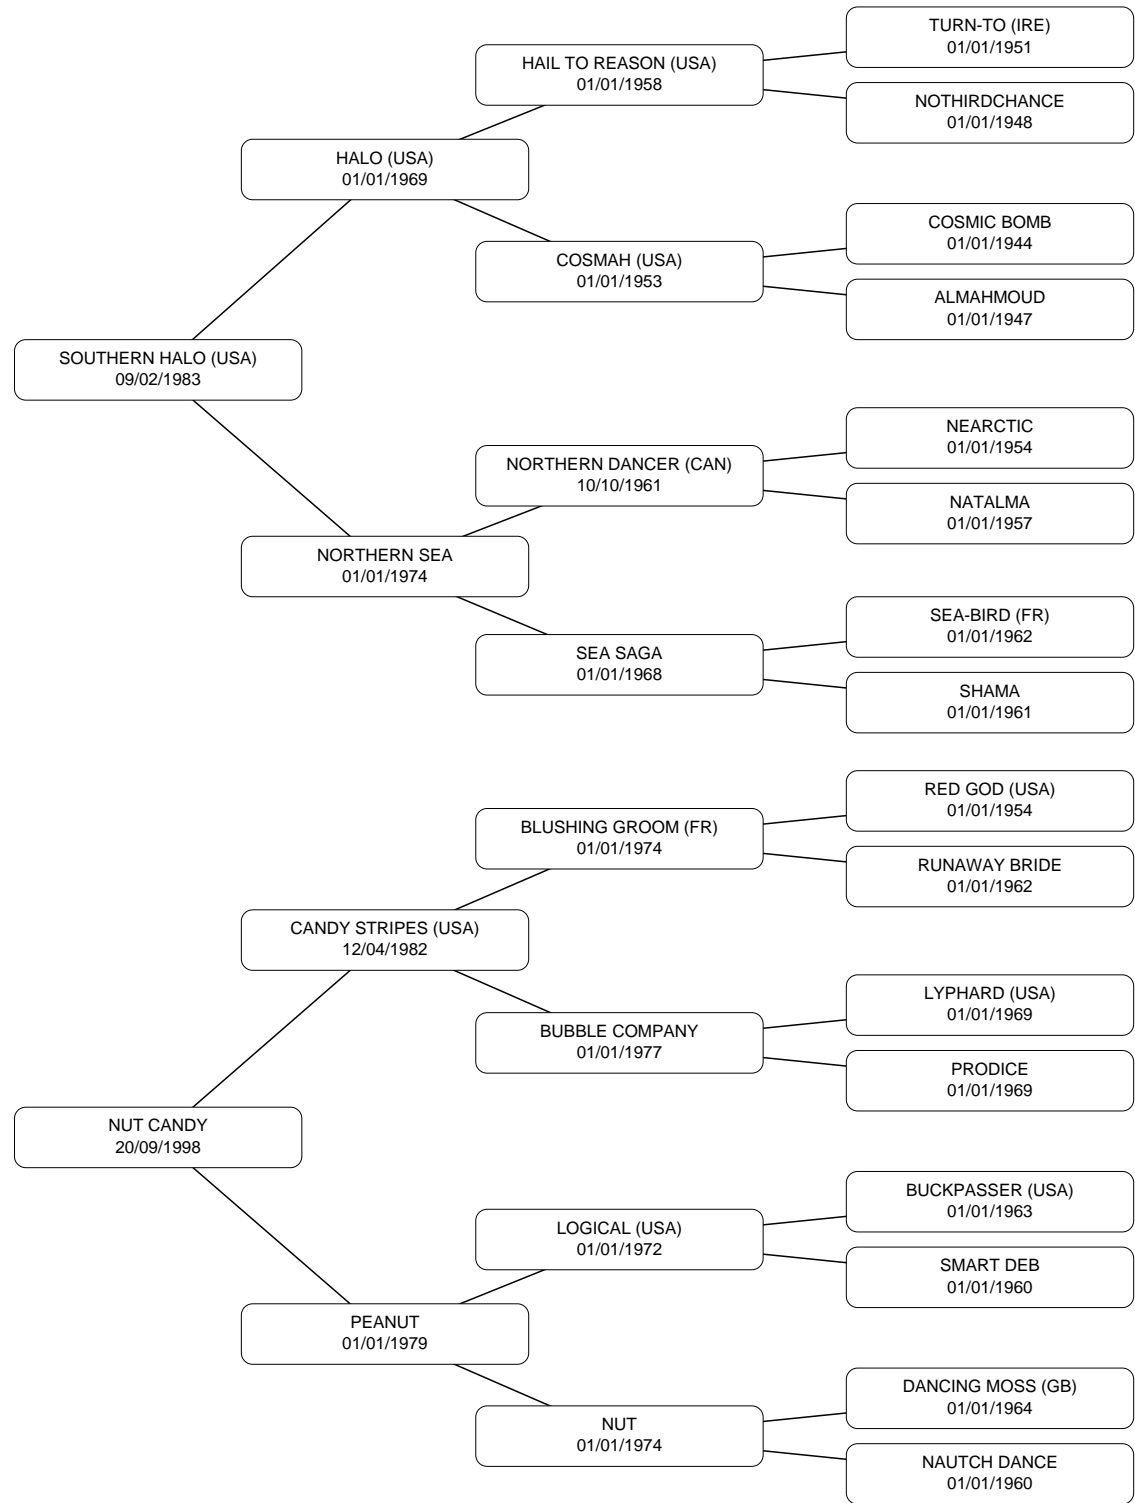 TURN-TO (IRE)
01/01/1951
HAIL TO REASON (USA)
01/01/1958
NOTHIRDCHANCE
01/01/1948
HALO (USA)
01/01/1969
COSMIC BOMB
01/01/1944
COSMAH (USA)
01/01/1953
ALMAHMOUD
01/01/1947
SOUTHERN HALO (USA)
09/02/1983
NEARCTIC
01/01/1954
NORTHERN DANCER (CAN)
10/10/1961
NATALMA
01/01/1957
NORTHERN SEA
01/01/1974
SEA-BIRD (FR)
01/01/1962
SEA SAGA
01/01/1968
SHAMA
01/01/1961
RED GOD (USA)
01/01/1954
BLUSHING GROOM (FR)
01/01/1974
RUNAWAY BRIDE
01/01/1962
CANDY STRIPES (USA)
12/04/1982
LYPHARD (USA)
01/01/1969
BUBBLE COMPANY
01/01/1977
PRODICE
01/01/1969
NUT CANDY
20/09/1998
BUCKPASSER (USA)
01/01/1963
LOGICAL (USA)
01/01/1972
SMART DEB
01/01/1960
PEANUT
01/01/1979
DANCING MOSS (GB)
01/01/1964
NUT
01/01/1974
NAUTCH DANCE
01/01/1960